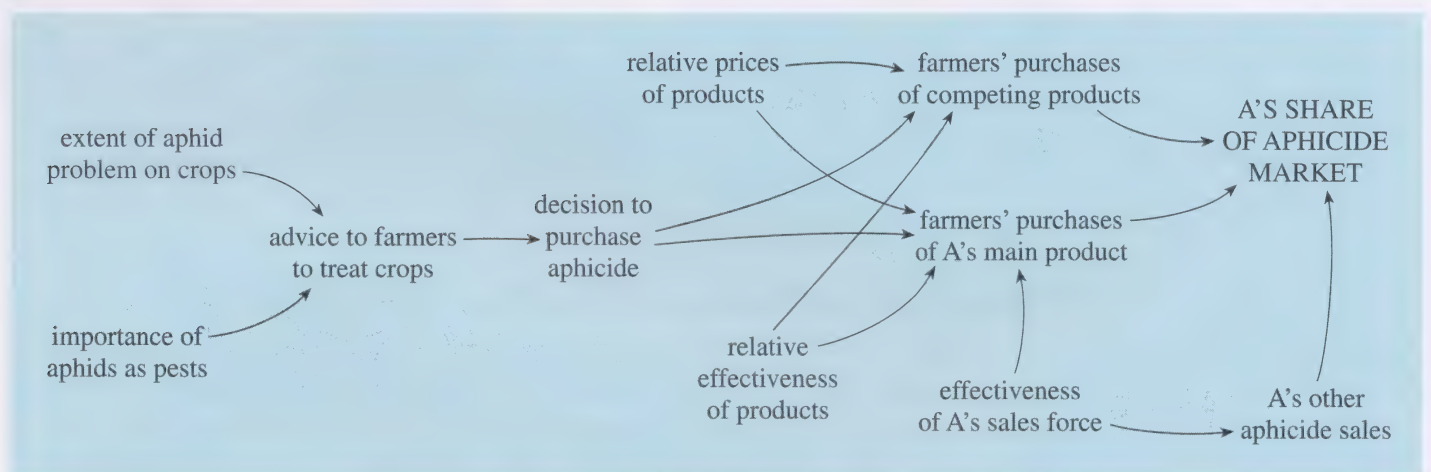 relative prices
of products
farmers' purchases
of competing products
A'S SHARE
OF APHICIDE
MARKET
extent of aphid
problem on crops
decision to
purchase
aphicide
advice to farmers
to treat crops
farmers' purchases
of A's main product
importance of
aphids as pests
relative
effectiveness
of products
effectiveness
of A's sales force
A's other
aphicide sales